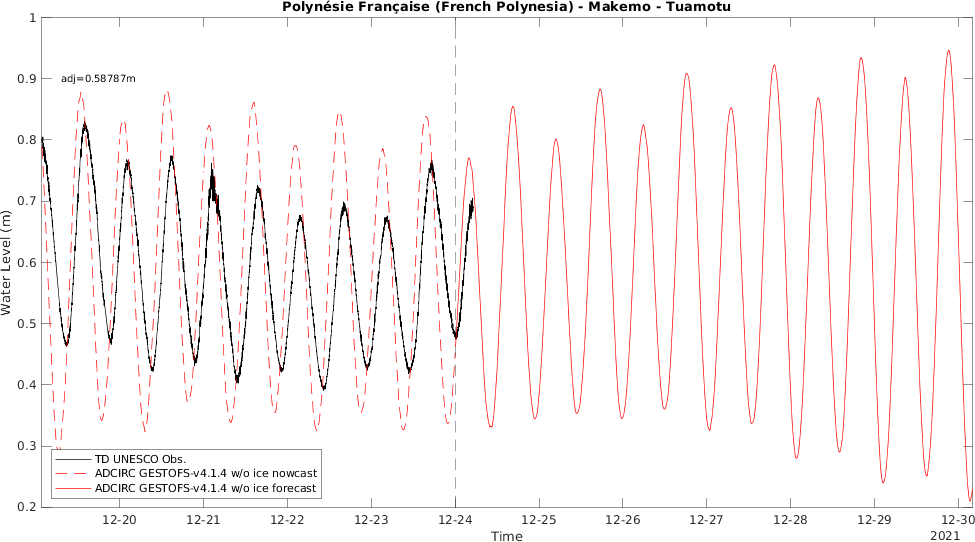 Polynésie Française (French Polynesia) - Makemo - Tuamotu
1
0.9
0.8
0.7
0.6
0.5
0.4
0.3
0.2
Water Level (m)
adj=0.58787m
TD UNESCO Obs.
ADCIRC GESTOFS-v4.1.4 w/o ice nowcast
ADCIRC GESTOFS-v4.1.4 w/o ice forecast
12-20 12-21 12-22 12-23 12-24 12-25 12-26 12-27 12-28 12-29 12-30
Time
2021